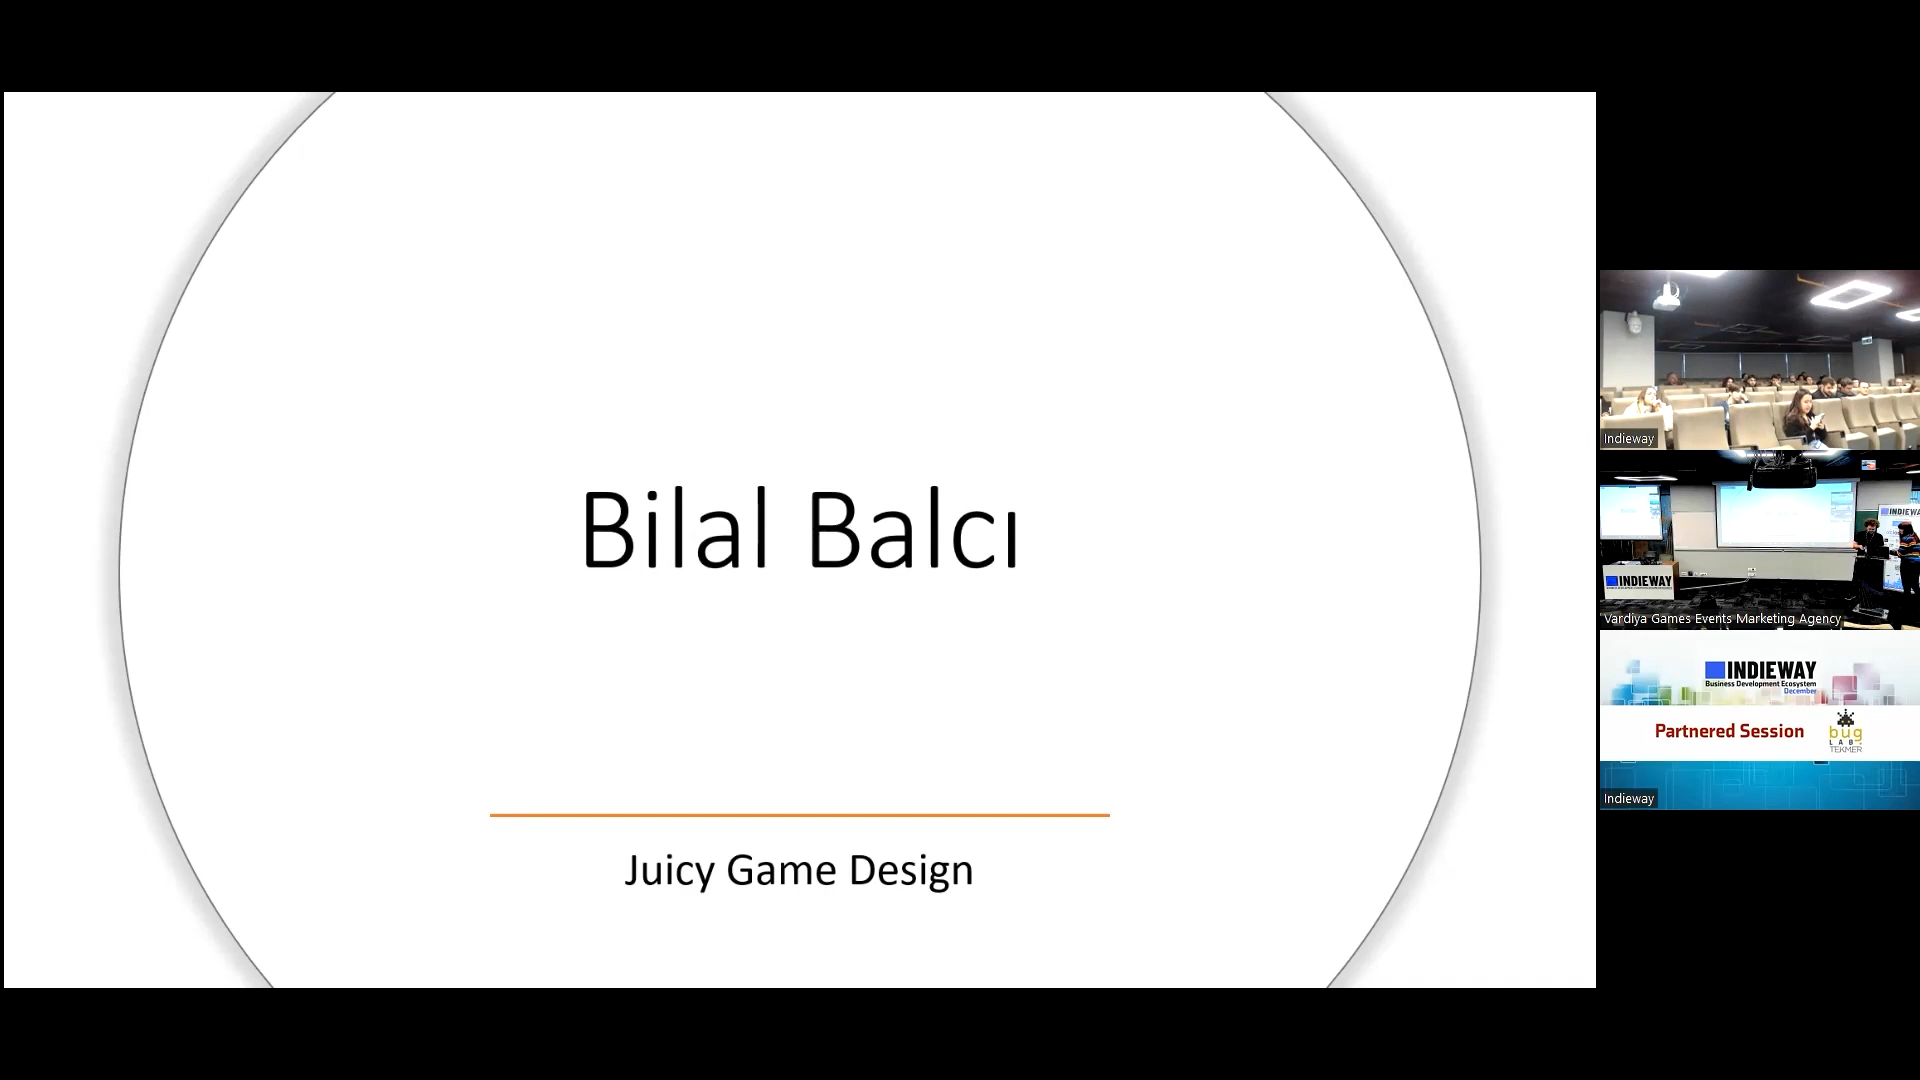 Bilal Balcı
Juicy Game Design
Indieway
INDIEWAY
INDIEWAY
Vardiya Games Events Marketing Agency
INDIEWAY
Business Development Ecosystem
December
Partnered Session
bug
LAB
TEKMER
Indieway